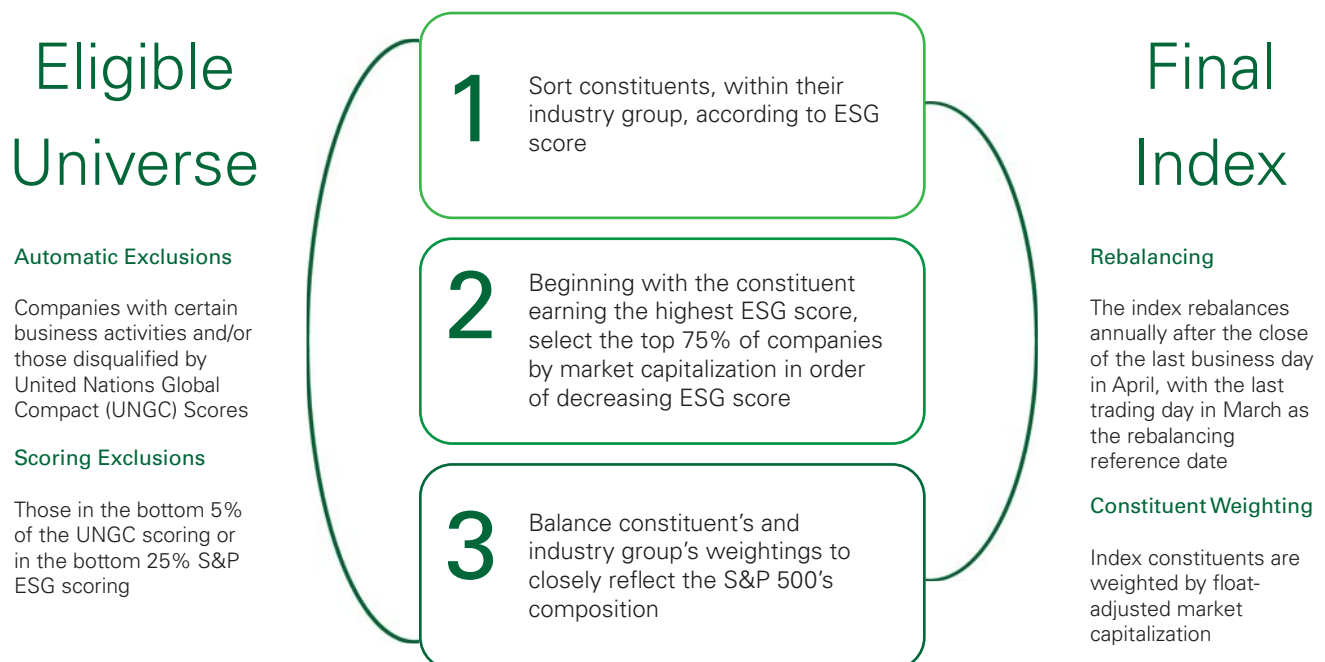 Eligible
Universe
Automatic Exclusions
Companies with certain
business activities and/or
those disqualified by
United Nations Global
Compact (UNGC) Scores
Scoring Exclusions
Those in the bottom 5%
of the UNGC scoring or
in the bottom 25% S&P
ESG scoring
1
Sort constituents, within their
industry group, according to ESG
score
2
Beginning with the constituent
earning the highest ESG score,
select the top 75% of companies
by market capitalization in order
of decreasing ESG score
3
Balance constituent’s and
industry group’s weightings to
closely reflect the S&P 500’s
composition
Final
Index
Rebalancing
The index rebalances
annually after the close
of the last business day
in April, with the last
trading day in March as
the rebalancing
reference date
Constituent Weighting
Index constituents are
weighted by float-
adjusted market
capitalization